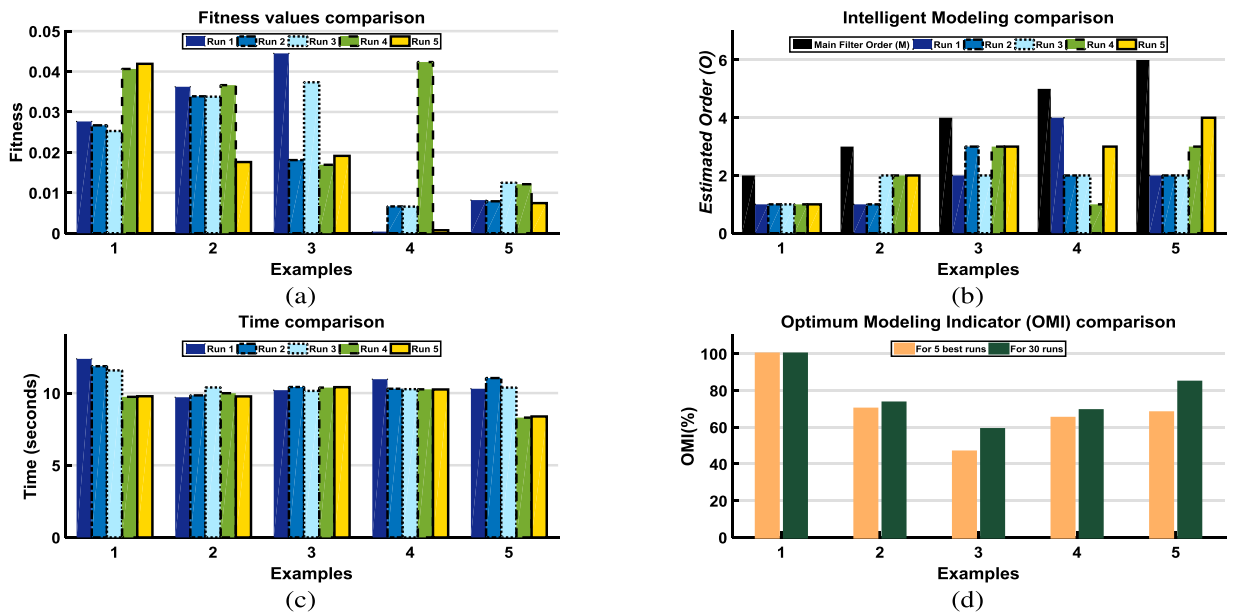 Fitness values comparison
Run 1 Run 2 Run 3 Run 4 Run 5
0.05
0.04
0.03
0.02
0.01
0
Fitness
1 2 3 4 5
Examples
(a)
Intelligent Modeling comparison
Main Filter Order (M) Run 1 Run 2 Run 3 Run 4 Run 5
6
4
2
0
Estimated Order (O)
1 2 3 4 5
Examples
(b)
Time comparison
Run 1 Run 2 Run 3 Run 4 Run 5
10
5
0
Time (seconds)
1 2 3 4 5
Examples
(c)
Optimum Modeling Indicator (OMI) comparison
For 5 best runs For 30 runs
100
80
60
40
20
0
OMI(%)
1 2 3 4 5
Examples
(d)